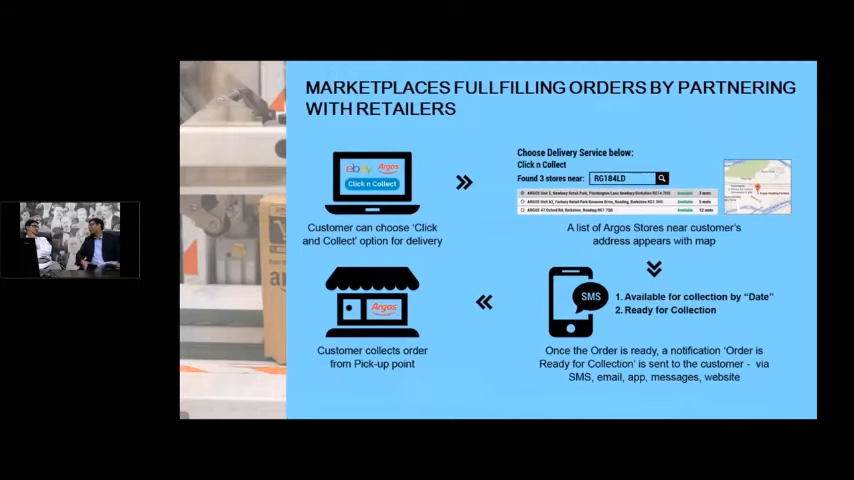 MARKETPLACES FULLFILLING ORDERS BY PARTNERING
WITH RETAILERS
ebay Argos
Click n Collect
Customer can choose 'Click
and Collect' option for delivery
Choose Delivery Service below:
Click n Collect
Found 3 stores near: RG184LD
Available
Available
Available
A list of Argos Stores near customer's
address appears with map
SMS
1. Available for collection by "Date"
2. Ready for Collection
Once the Order is ready, a notification 'Order is
Ready for Collection' is sent to the customer - via
SMS, email, app, messages, website
Argos
Customer collects order
from Pick-up point